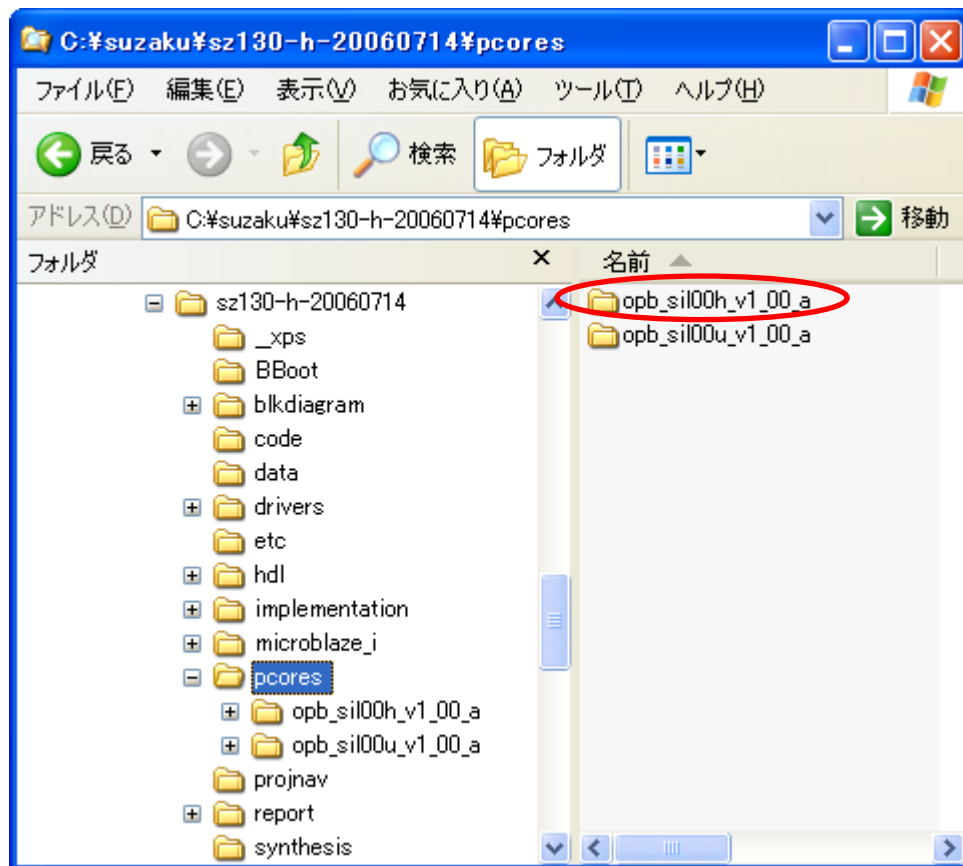 C:¥suzaku¥sz130-h-20060714¥pcores
ファイル(F) 編集(E) 表示(V) お気に入り(A) ツール(T) ヘルプ(H)
戻る 検索 フォルダ
アドレス(D) C:¥suzaku¥sz130-h-20060714¥pcores 移動
フォルダ
sz130-h-20060714
_xps
BBoot
blkdiagram
code
data
drivers
etc
hdl
implementation
microblaze_i
pcores
opb_sil00h_v1_00_a
opb_sil00u_v1_00_a
projnav
report
synthesis
名前
opb_sil00h_v1_00_a
opb_sil00u_v1_00_a